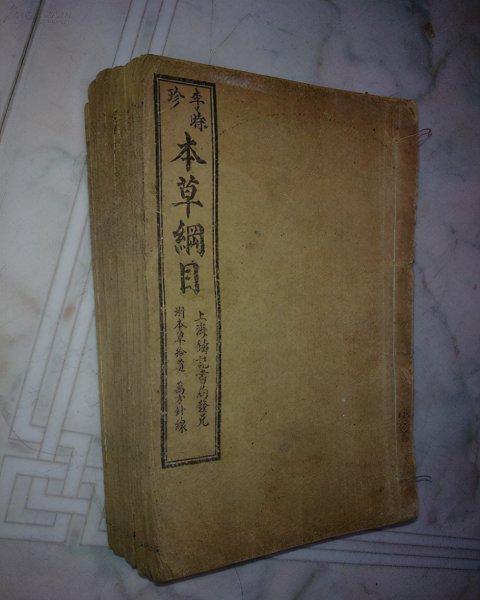 李時珍
本草綱目
上海鑄記書局發兌
坿本草拾遺 萬方針線